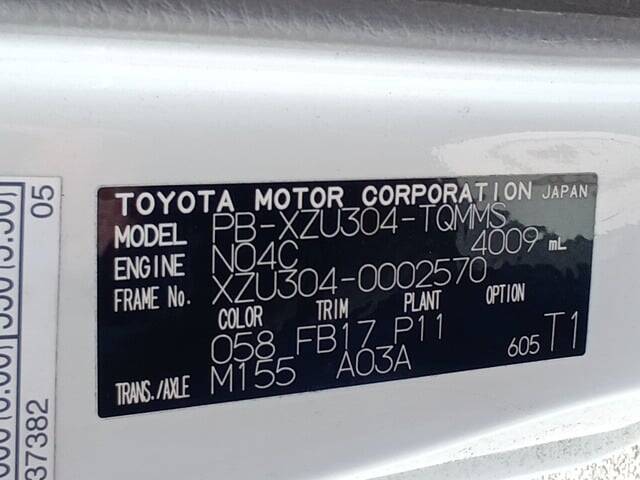 TOYOTA MOTOR CORPORATION JAPAN
MODEL PB-XZU304-TQMMS
ENGINE N04C 4009 mL
FRAME No. XZU304-0002570
COLOR TRIM PLANT OPTION
058 FB17 P11
TRANS./AXLE M155 A03A 605 T1
05
37382